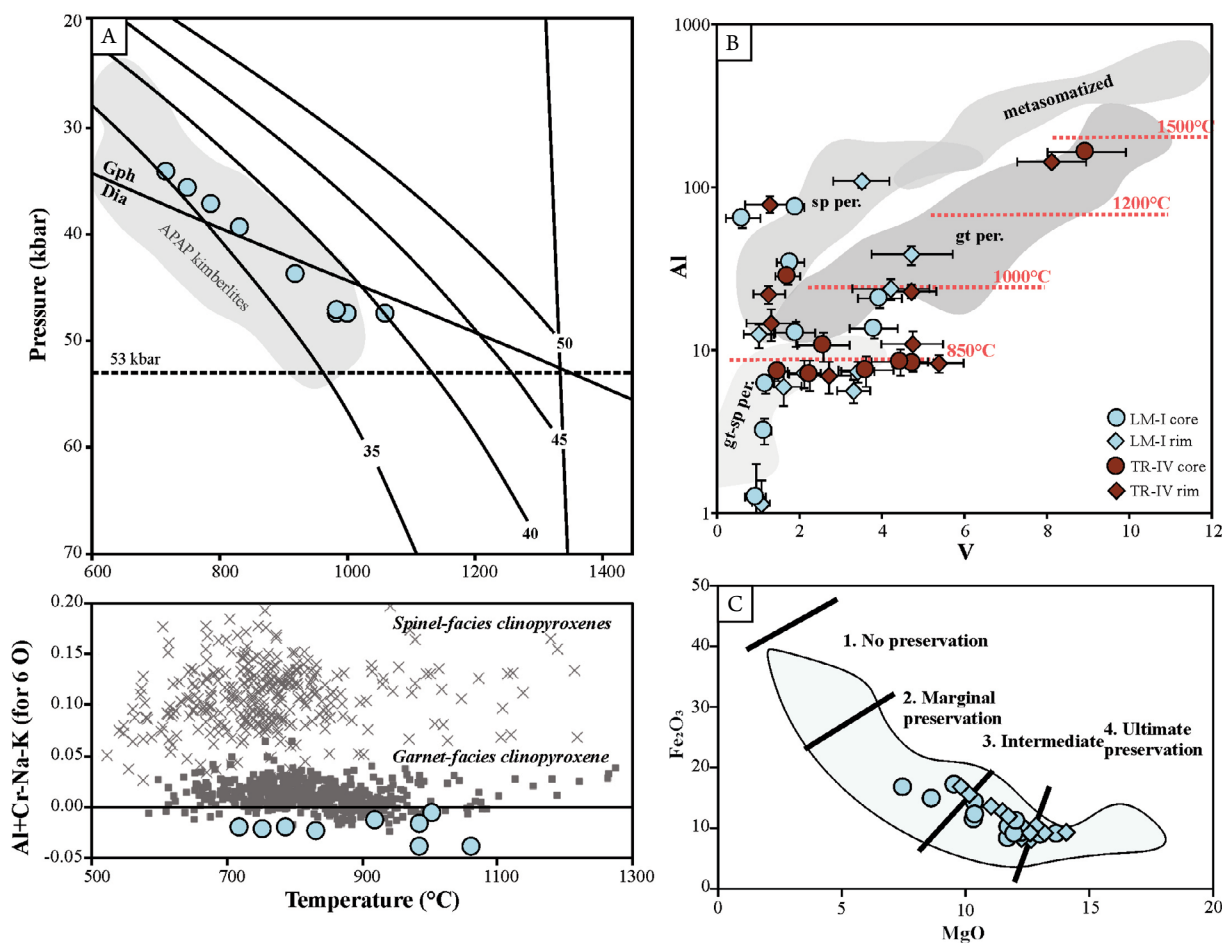 A
20
30
40
50
60
70
Pressure (kbar)
Gph
Dia
APAP kimberlites
53 kbar
50
45
40
35
600
800
1000
1200
1400
0.20
0.15
0.10
0.05
0.00
-0.05
Al+Cr-Na-K (for 6 O)
Spinel-facies clinopyroxenes
Garnet-facies clinopyroxene
500
700
900
1100
1300
Temperature (°C)
B
1000
100
10
1
Al
metasomatized
1500°C
sp per.
1200°C
gt per.
1000°C
850°C
gt-sp per.
LM-I core
LM-I rim
TR-IV core
TR-IV rim
0
2
4
6
8
10
12
V
C
50
40
30
20
10
0
Fe₂O₃
1. No preservation
2. Marginal
preservation
3. Intermediate
4. Ultimate
preservation
0
5
10
15
20
MgO